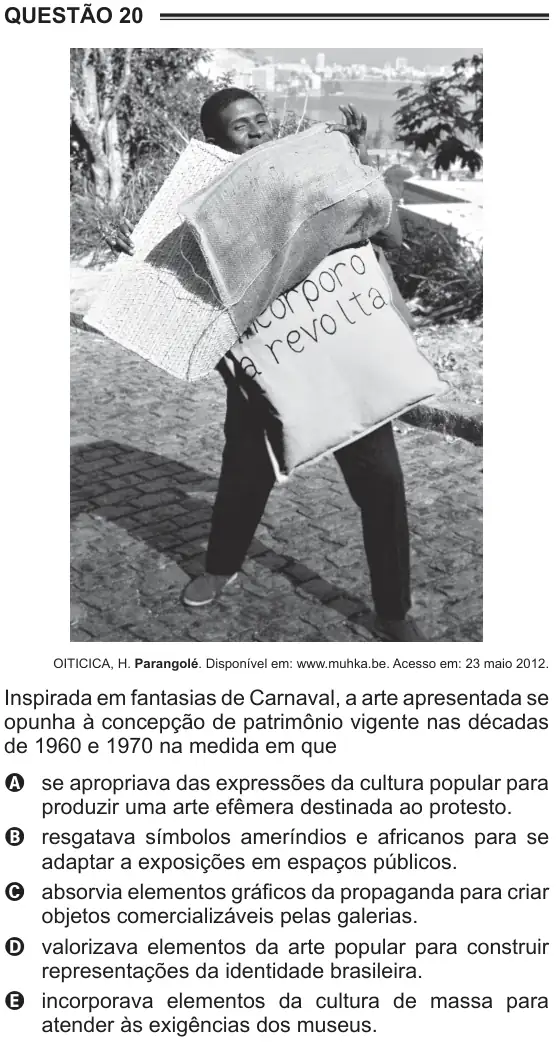 QUESTÃO 20
incorporo
a revolta
OITICICA, H. Parangolé. Disponível em: www.muhka.be. Acesso em: 23 maio 2012.
Inspirada em fantasias de Carnaval, a arte apresentada se
opunha à concepção de patrimônio vigente nas décadas
de 1960 e 1970 na medida em que
A se apropriava das expressões da cultura popular para
produzir uma arte efêmera destinada ao protesto.
B resgatava símbolos ameríndios e africanos para se
adaptar a exposições em espaços públicos.
C absorvia elementos gráficos da propaganda para criar
objetos comercializáveis pelas galerias.
D valorizava elementos da arte popular para construir
representações da identidade brasileira.
E incorporava elementos da cultura de massa para
atender às exigências dos museus.